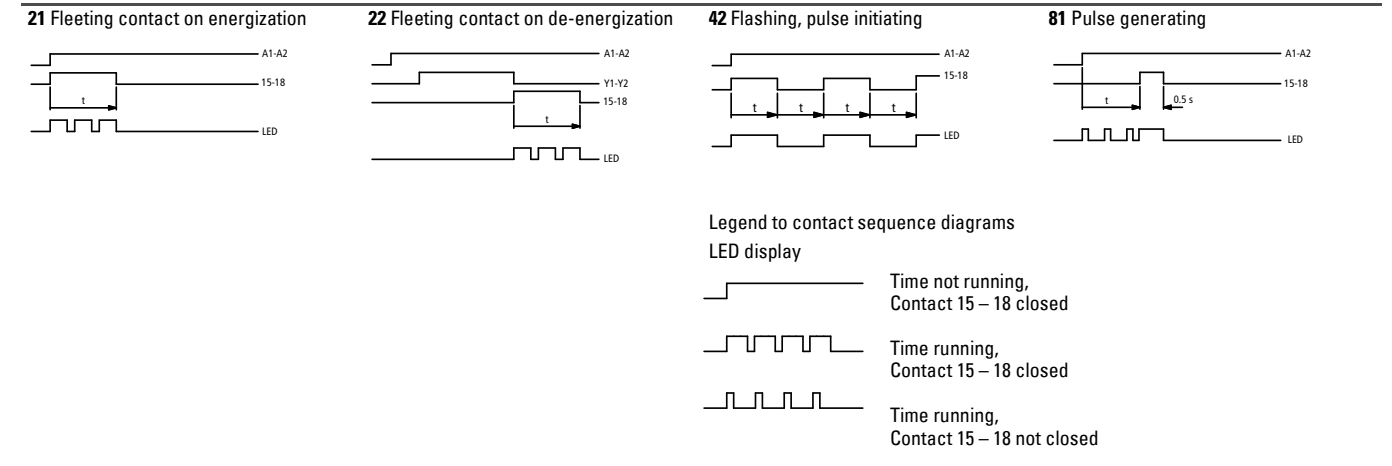 21 Fleeting contact on energization
A1-A2
15-18
t
LED
22 Fleeting contact on de-energization
A1-A2
Y1-Y2
15-18
t
LED
42 Flashing, pulse initiating
A1-A2
15-18
t t t t
LED
81 Pulse generating
A1-A2
15-18
t 0.5 s
LED
Legend to contact sequence diagrams
LED display
Time not running,
Contact 15 – 18 closed
Time running,
Contact 15 – 18 closed
Time running,
Contact 15 – 18 not closed